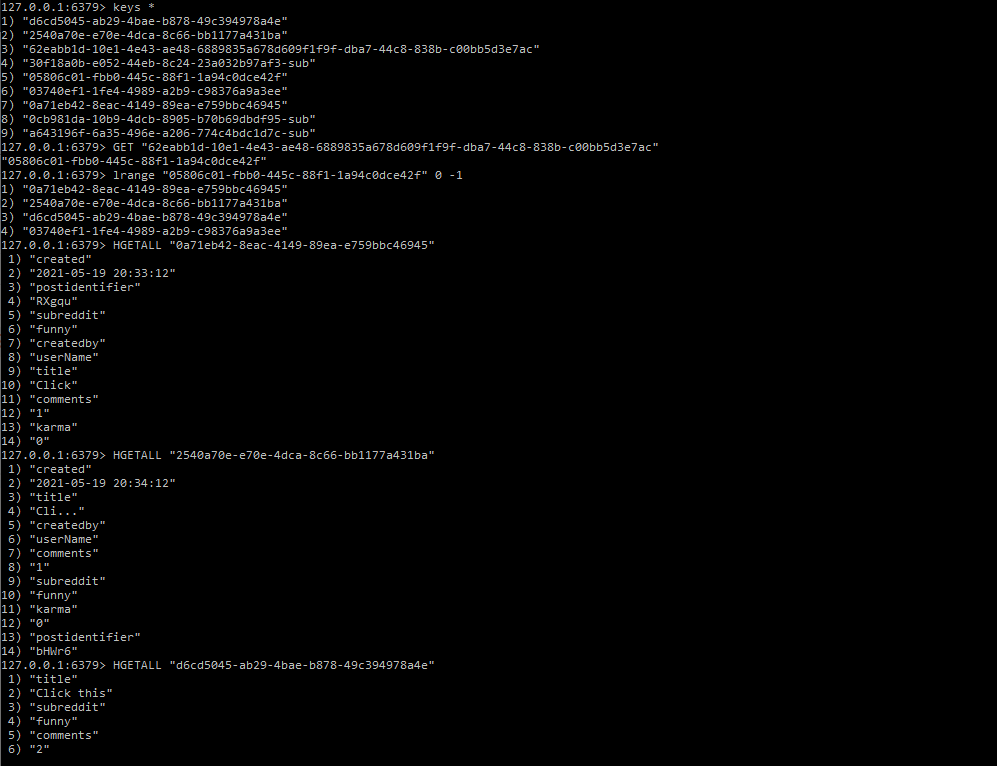 127.0.0.1:6379> keys *
1) "d6cd5045-ab29-4bae-b878-49c394978a4e"
2) "2540a70e-e70e-4dca-8c66-bb1177a431ba"
3) "62eabb1d-10e1-4e43-ae48-6889835a678d609f1f9f-dba7-44c8-838b-c00bb5d3e7ac"
4) "30f18a0b-e052-44eb-8c24-23a032b97af3-sub"
5) "05806c01-fbb0-445c-88f1-1a94c0dce42f"
6) "03740ef1-1fe4-4989-a2b9-c98376a9a3ee"
7) "0a71eb42-8eac-4149-89ea-e759bbc46945"
8) "0cb981da-10b9-4dcb-8905-b70b69dbdf95-sub"
9) "a643196f-6a35-496e-a206-774c4bdc1d7c-sub"
127.0.0.1:6379> GET "62eabb1d-10e1-4e43-ae48-6889835a678d609f1f9f-dba7-44c8-838b-c00bb5d3e7ac"
"05806c01-fbb0-445c-88f1-1a94c0dce42f"
127.0.0.1:6379> lrange "05806c01-fbb0-445c-88f1-1a94c0dce42f" 0 -1
1) "0a71eb42-8eac-4149-89ea-e759bbc46945"
2) "2540a70e-e70e-4dca-8c66-bb1177a431ba"
3) "d6cd5045-ab29-4bae-b878-49c394978a4e"
4) "03740ef1-1fe4-4989-a2b9-c98376a9a3ee"
127.0.0.1:6379> HGETALL "0a71eb42-8eac-4149-89ea-e759bbc46945"
1) "created"
2) "2021-05-19 20:33:12"
3) "postidentifier"
4) "RXgqu"
5) "subreddit"
6) "funny"
7) "createdby"
8) "userName"
9) "title"
10) "Click"
11) "comments"
12) "1"
13) "karma"
14) "0"
127.0.0.1:6379> HGETALL "2540a70e-e70e-4dca-8c66-bb1177a431ba"
1) "created"
2) "2021-05-19 20:34:12"
3) "title"
4) "Cli..."
5) "createdby"
6) "userName"
7) "comments"
8) "1"
9) "subreddit"
10) "funny"
11) "karma"
12) "0"
13) "postidentifier"
14) "bHWr6"
127.0.0.1:6379> HGETALL "d6cd5045-ab29-4bae-b878-49c394978a4e"
1) "title"
2) "Click this"
3) "subreddit"
4) "funny"
5) "comments"
6) "2"